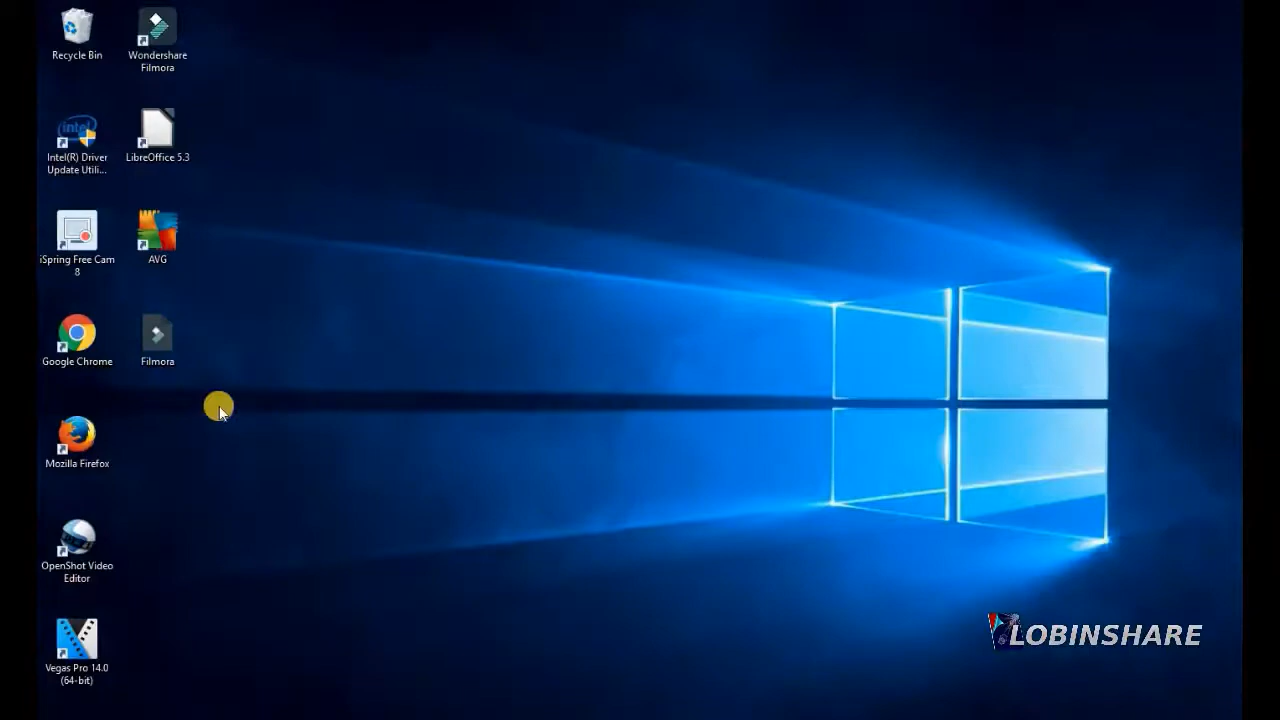 Recycle Bin
Wondershare
Filmora
intel
Intel(R) Driver
Update Utili...
LibreOffice 5.3
iSpring Free Cam
8
AVG
Google Chrome
Filmora
Mozilla Firefox
OpenShot Video
Editor
Vegas Pro 14.0
(64-bit)
LOBINSHARE